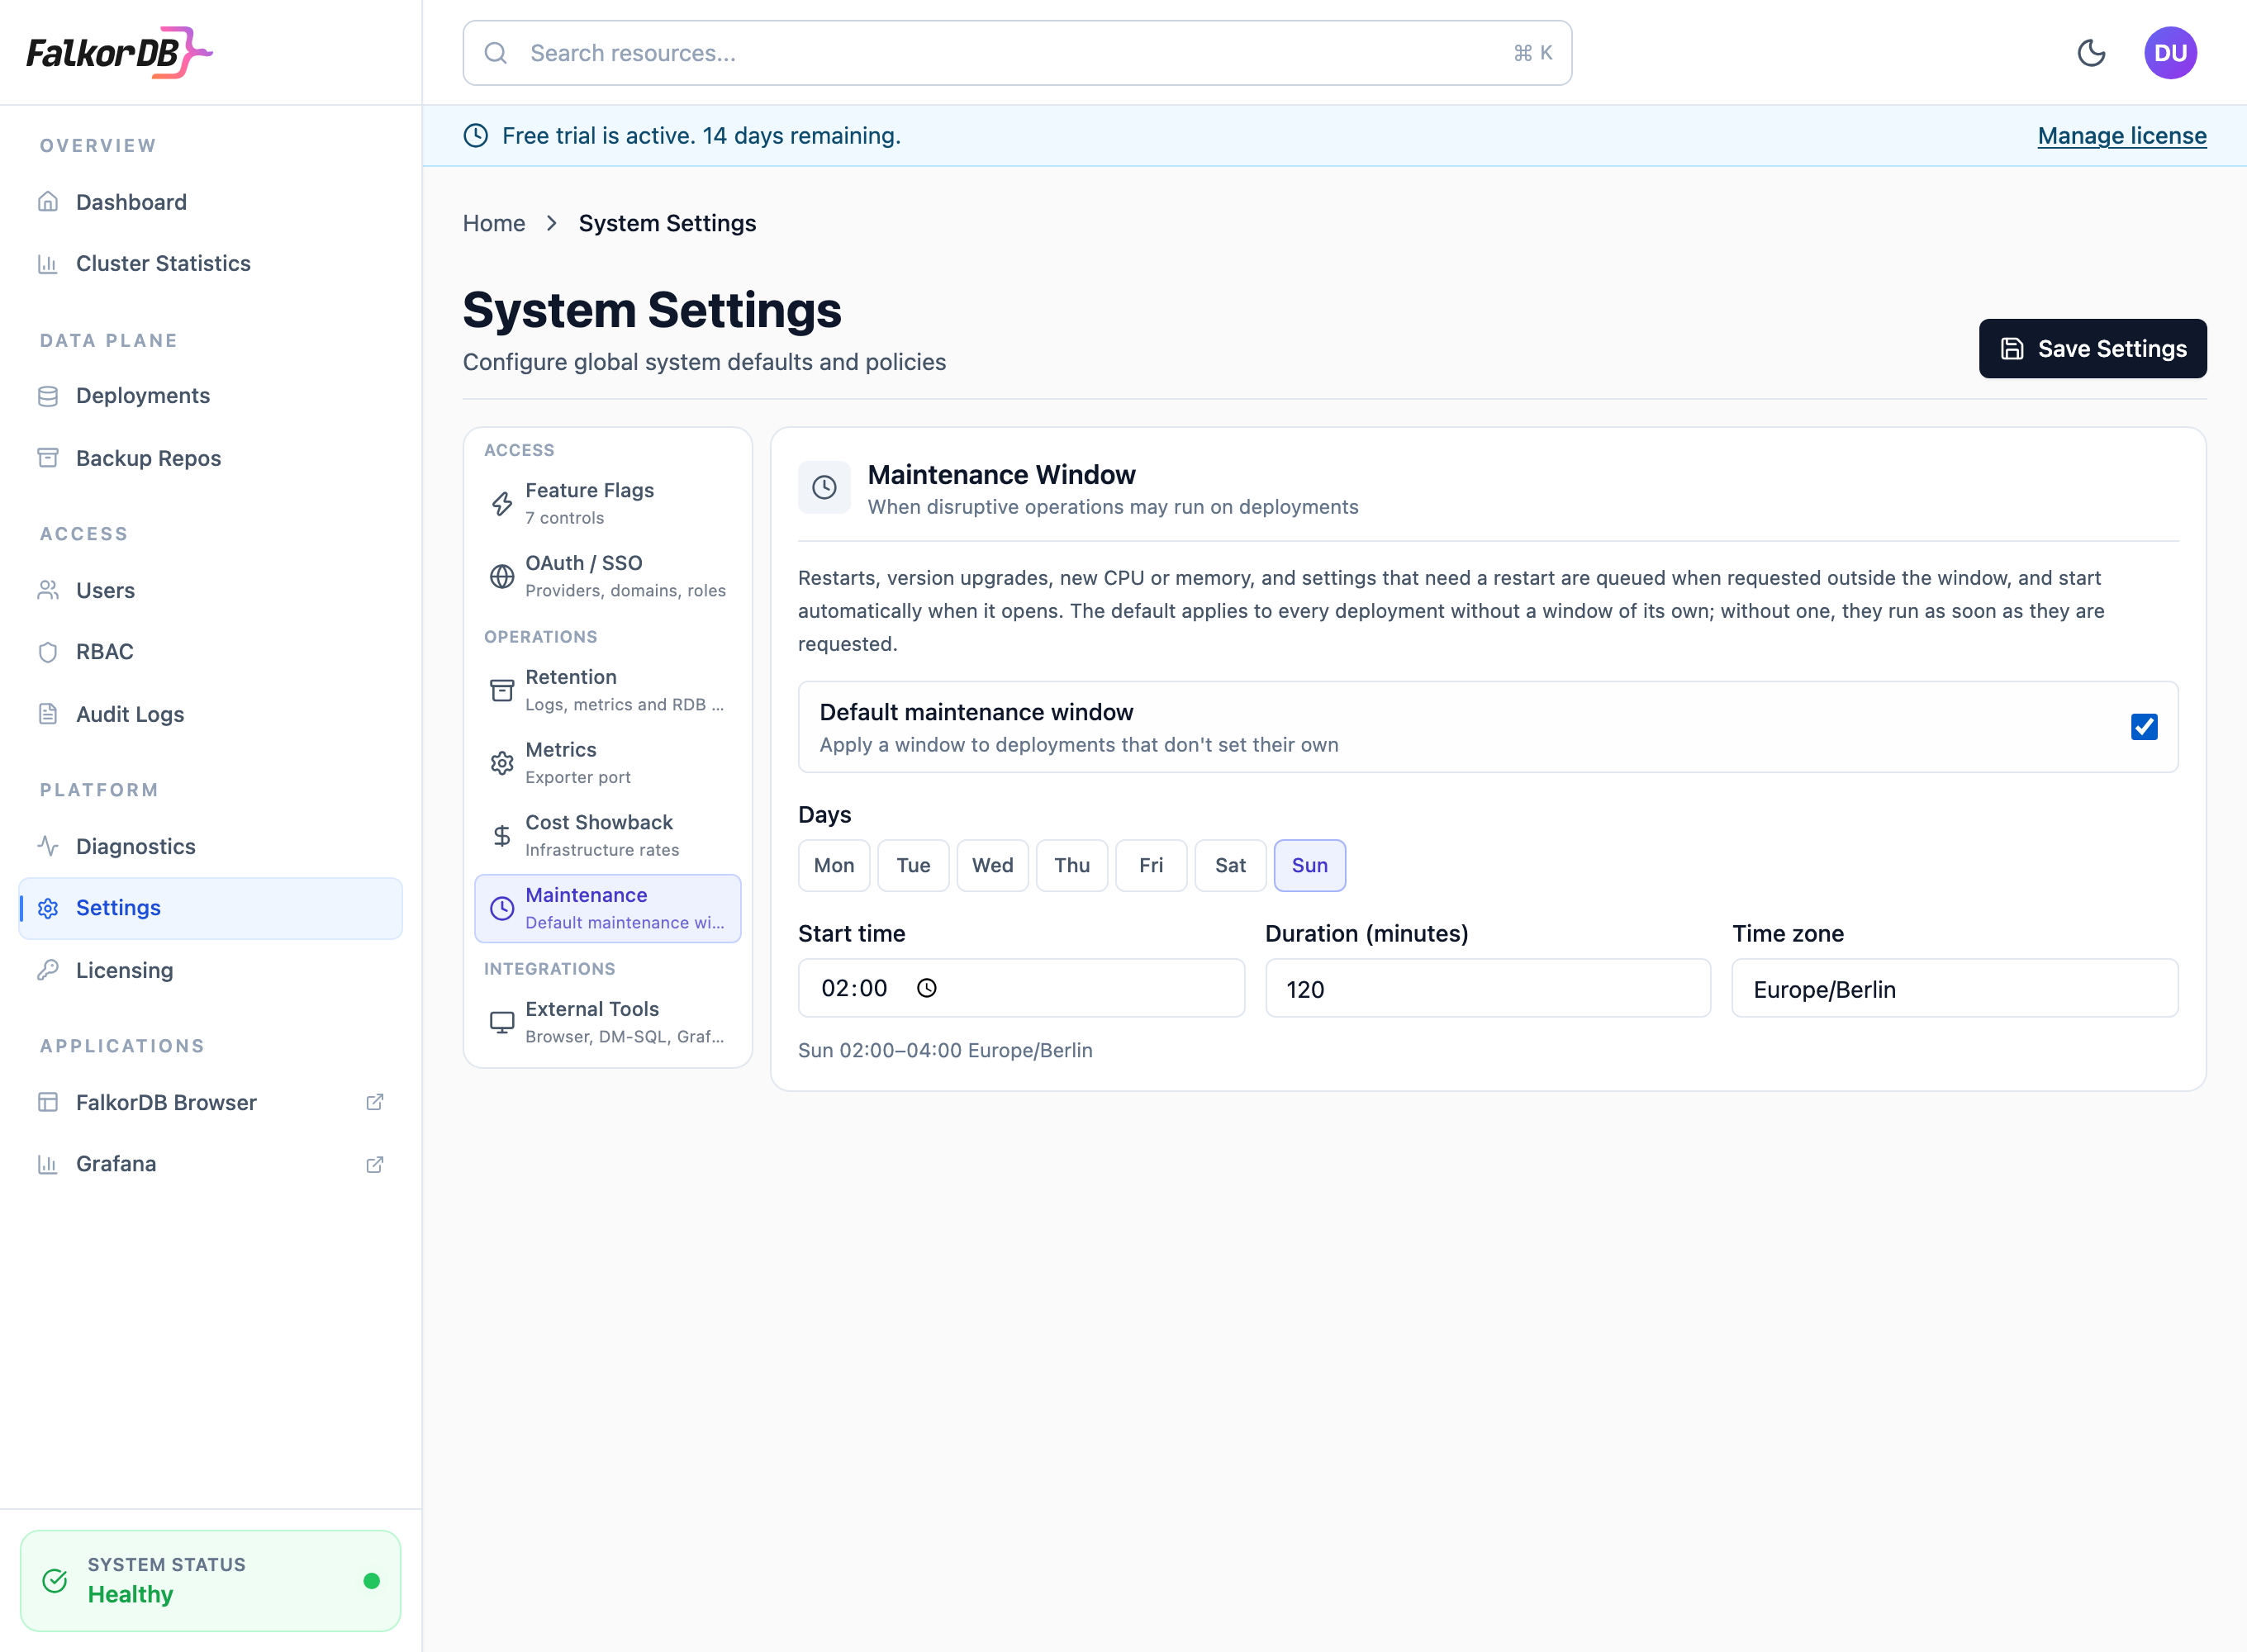 FalkorDB
Search resources...
⌘ K
DU
Free trial is active. 14 days remaining.
Manage license
OVERVIEW
Dashboard
Cluster Statistics
DATA PLANE
Deployments
Backup Repos
ACCESS
Users
RBAC
Audit Logs
PLATFORM
Diagnostics
Settings
Licensing
APPLICATIONS
FalkorDB Browser
Grafana
SYSTEM STATUS
Healthy
Home > System Settings
System Settings
Configure global system defaults and policies
Save Settings
ACCESS
Feature Flags
7 controls
OAuth / SSO
Providers, domains, roles
OPERATIONS
Retention
Logs, metrics and RDB ...
Metrics
Exporter port
Cost Showback
Infrastructure rates
Maintenance
Default maintenance wi...
INTEGRATIONS
External Tools
Browser, DM-SQL, Graf...
Maintenance Window
When disruptive operations may run on deployments
Restarts, version upgrades, new CPU or memory, and settings that need a restart are queued when requested outside the window, and start
automatically when it opens. The default applies to every deployment without a window of its own; without one, they run as soon as they are
requested.
Default maintenance window
Apply a window to deployments that don't set their own
Days
Mon Tue Wed Thu Fri Sat Sun
Start time
02:00
Duration (minutes)
120
Time zone
Europe/Berlin
Sun 02:00–04:00 Europe/Berlin